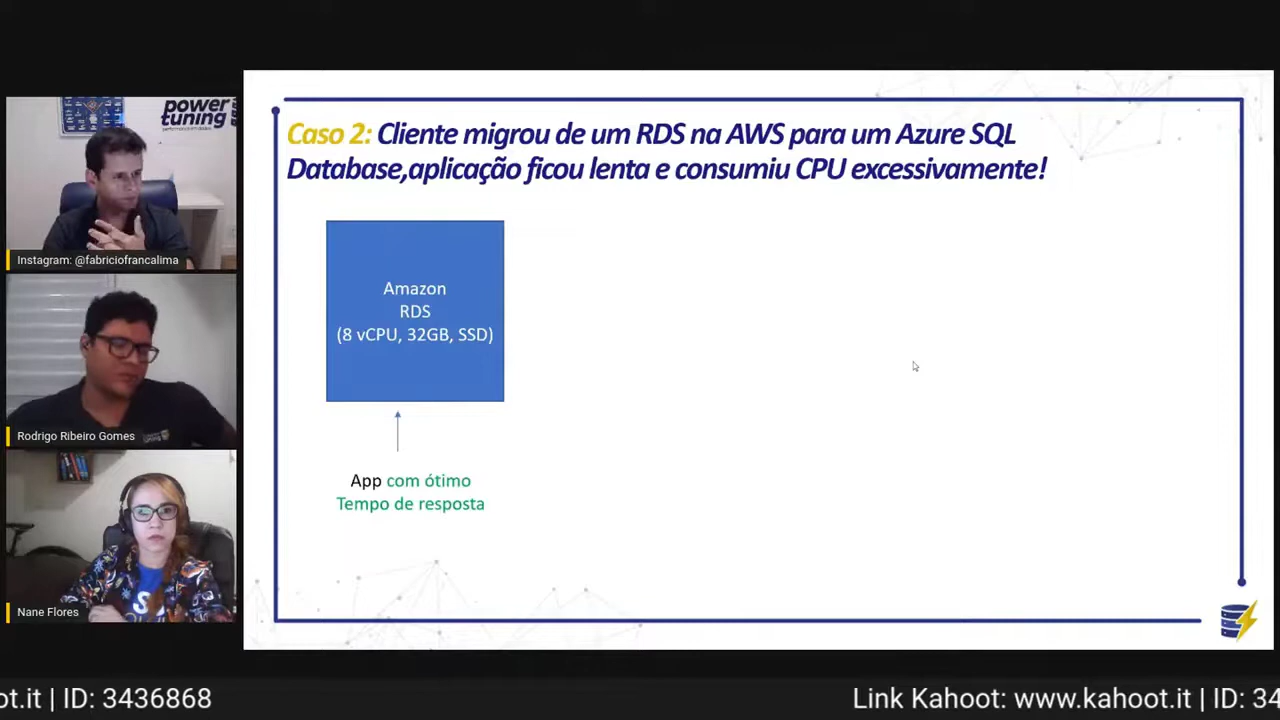 power
tuning
Instagram: @fabriciofrancalima
Rodrigo Ribeiro Gomes
Nane Flores
Caso 2: Cliente migrou de um RDS na AWS para um Azure SQL
Database,aplicação ficou lenta e consumiu CPU excessivamente!
Amazon
RDS
(8 vCPU, 32GB, SSD)
App com ótimo
Tempo de resposta
ot.it | ID: 3436868
Link Kahoot: www.kahoot.it | ID: 34